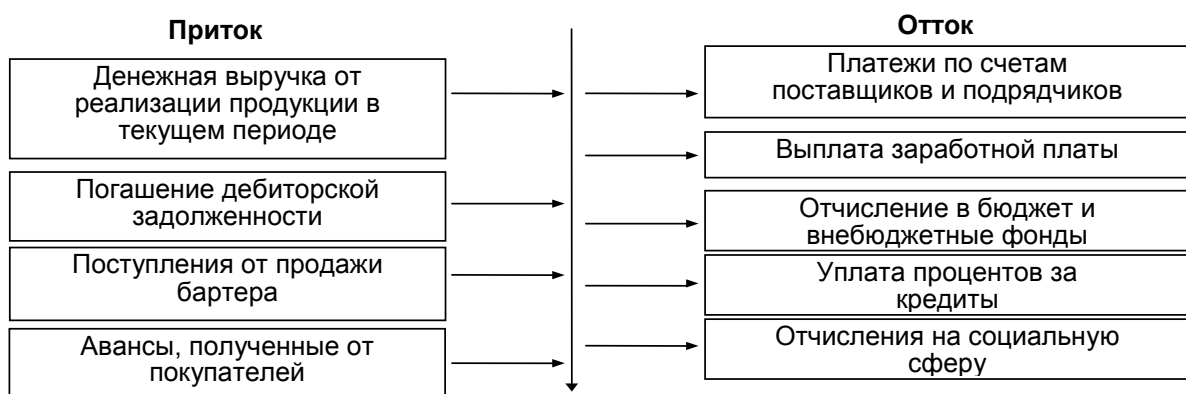 Приток
Денежная выручка от
реализации продукции в
текущем периоде
Погашение дебиторской
задолженности
Поступления от продажи
бартера
Авансы, полученные от
покупателей
Отток
Платежи по счетам
поставщиков и подрядчиков
Выплата заработной платы
Отчисление в бюджет и
внебюджетные фонды
Уплата процентов за
кредиты
Отчисления на социальную
сферу